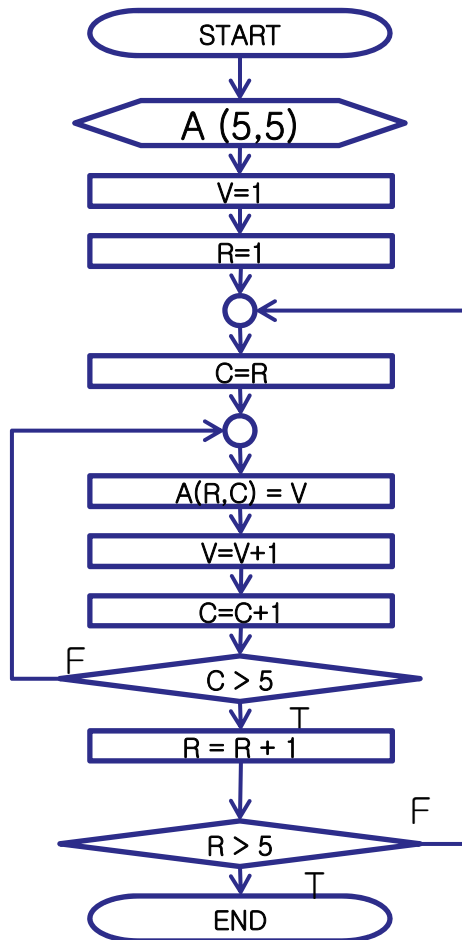 START
A (5,5)
V=1
R=1
C=R
A(R,C) = V
V=V+1
C=C+1
F
C > 5
T
R = R + 1
F
R > 5
T
END